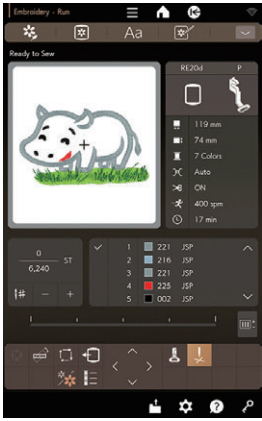 Embroidery - Run
Aa
Ready to Sew
RE20d P
119 mm
74 mm
7 Colors
Auto
ON
400 spm
17 min
0
6,240
ST
1 221 JSP
2 216 JSP
3 221 JSP
4 225 JSP
5 002 JSP